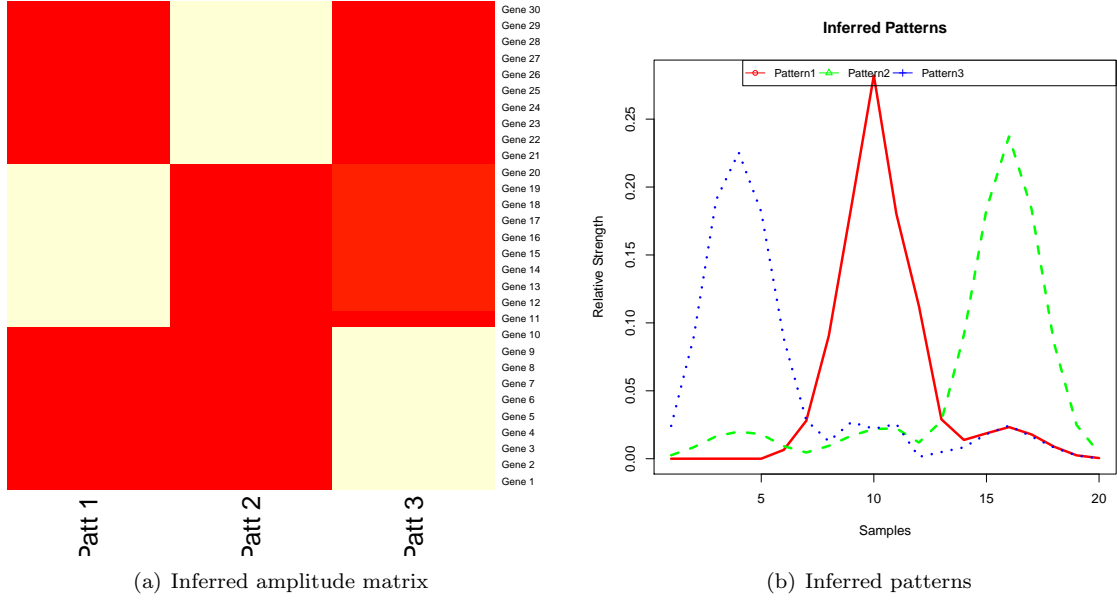 Gene 30
Gene 29
Gene 28
Gene 27
Gene 26
Gene 25
Gene 24
Gene 23
Gene 22
Gene 21
Gene 20
Gene 19
Gene 18
Gene 17
Gene 16
Gene 15
Gene 14
Gene 13
Gene 12
Gene 11
Gene 10
Gene 9
Gene 8
Gene 7
Gene 6
Gene 5
Gene 4
Gene 3
Gene 2
Gene 1
Patt 1
Patt 2
Patt 3
(a) Inferred amplitude matrix
Inferred Patterns
Pattern1 Pattern2 Pattern3
Relative Strength
0.25
0.20
0.15
0.10
0.05
0.00
5 10 15 20
Samples
(b) Inferred patterns